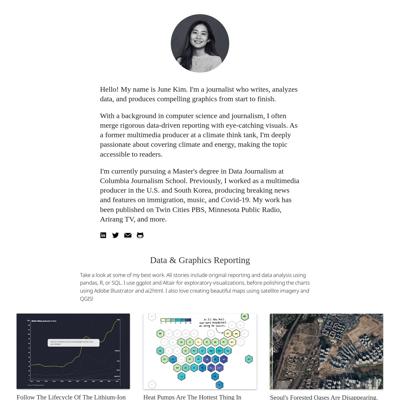 Hello! My name is June Kim. I'm a journalist who writes, analyzes
data, and produces compelling graphics from start to finish.
With a background in computer science and journalism, I often
merge rigorous data-driven reporting with eye-catching visuals. As
a former multimedia producer at a climate think tank, I'm deeply
passionate about covering climate and energy, making the topic
accessible to readers.
I'm currently pursuing a Master's degree in Data Journalism at
Columbia Journalism School. Previously, I worked as a multimedia
producer in the U.S. and South Korea, producing breaking news
and features on immigration, music, and Covid-19. My work has
been published on Twin Cities PBS, Minnesota Public Radio,
Arirang TV, and more.
Data & Graphics Reporting
Take a look at some of my best work. All stories include original reporting and data analysis using
pandas, R, or SQL. I use ggplot and Altair for exploratory visualizations, before polishing the charts
using Adobe Illustrator and ai2html. I also love creating beautiful maps using satellite imagery and
QGIS!
Follow The Lifecycle Of The Lithium-Ion
Heat Pumps Are The Hottest Thing In
Seoul's Forested Oases Are Disappearing.